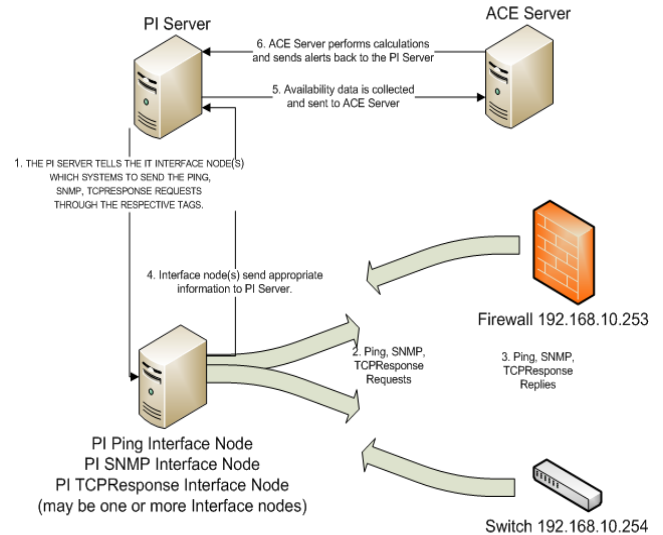 PI Server
ACE Server
6. ACE Server performs calculations
and sends alerts back to the PI Server
5. Availability data is collected
and sent to ACE Server
1. THE PI SERVER TELLS THE IT INTERFACE NODE(S)
WHICH SYSTEMS TO SEND THE PING,
SNMP, TCPRESPONSE REQUESTS
THROUGH THE RESPECTIVE TAGS.
4. Interface node(s) send appropriate
information to PI Server.
Firewall 192.168.10.253
2. Ping, SNMP,
TCPResponse
Requests
3. Ping, SNMP,
TCPResponse
Replies
PI Ping Interface Node
PI SNMP Interface Node
PI TCPResponse Interface Node
(may be one or more Interface nodes)
Switch 192.168.10.254